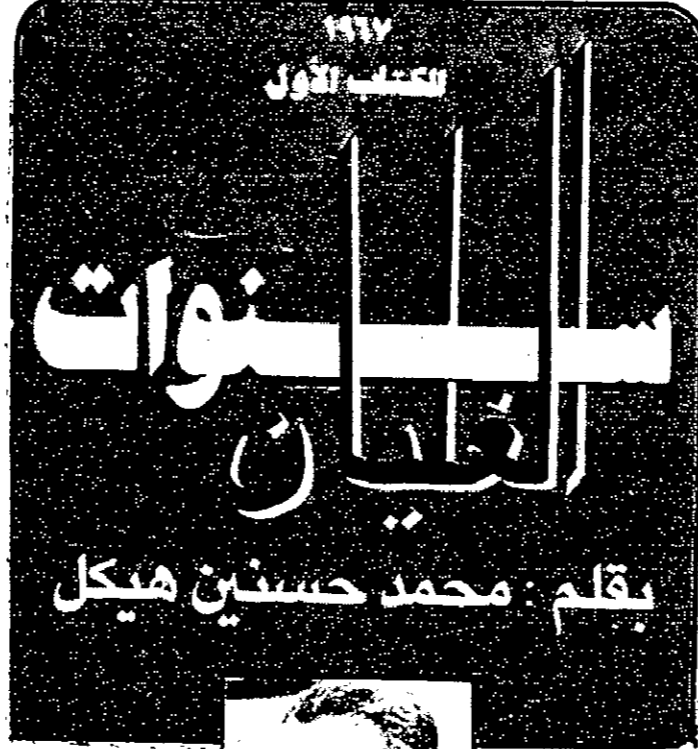 ١٩٦٧
الكتاب الأول
سنوات
الغليان
بقلم : محمد حسنين هيكل